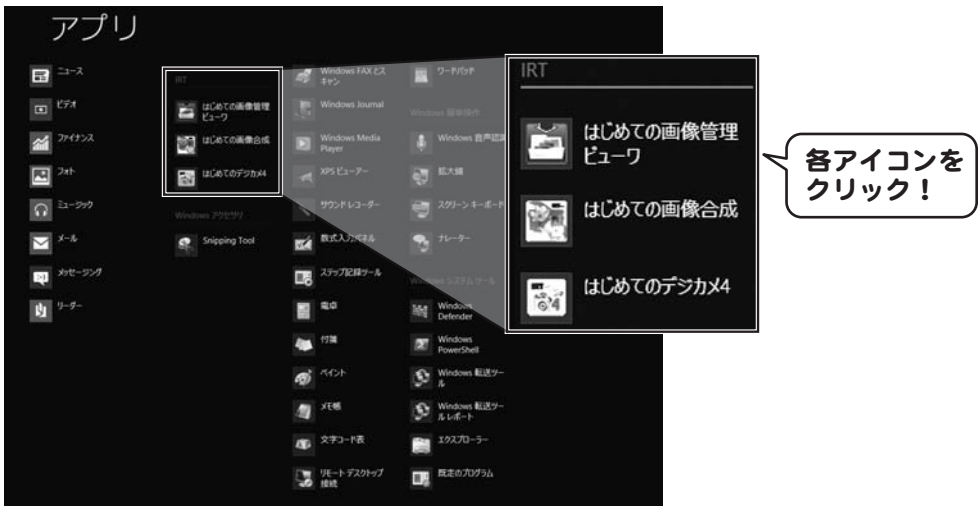 アプリ
ニュース
ビデオ
ファイナンス
フォト
ミュージック
メール
メッセージング
リーダー
IRT
はじめての画像管理
ビューワ
はじめての画像合成
はじめてのデジカメ4
Windows アクセサリ
Snipping Tool
Windows FAX とス
キャン
Windows Journal
Windows Media
Player
XPS ビューアー
サウンド レコーダー
数式入力パネル
ステップ記録ツール
電卓
付箋
ペイント
メモ帳
文字コード表
リモート デスクトップ
接続
ワードパッド
Windows 簡単操作
Windows 音声認識
拡大鏡
スクリーン キーボード
ナレーター
Windows システム ツール
Windows
Defender
Windows
PowerShell
Windows 転送ツー
ル
Windows 転送ツー
ル レポート
エクスプローラー
既定のプログラム
IRT
はじめての画像管理
ビューワ
はじめての画像合成
はじめてのデジカメ4
各アイコンを
クリック！